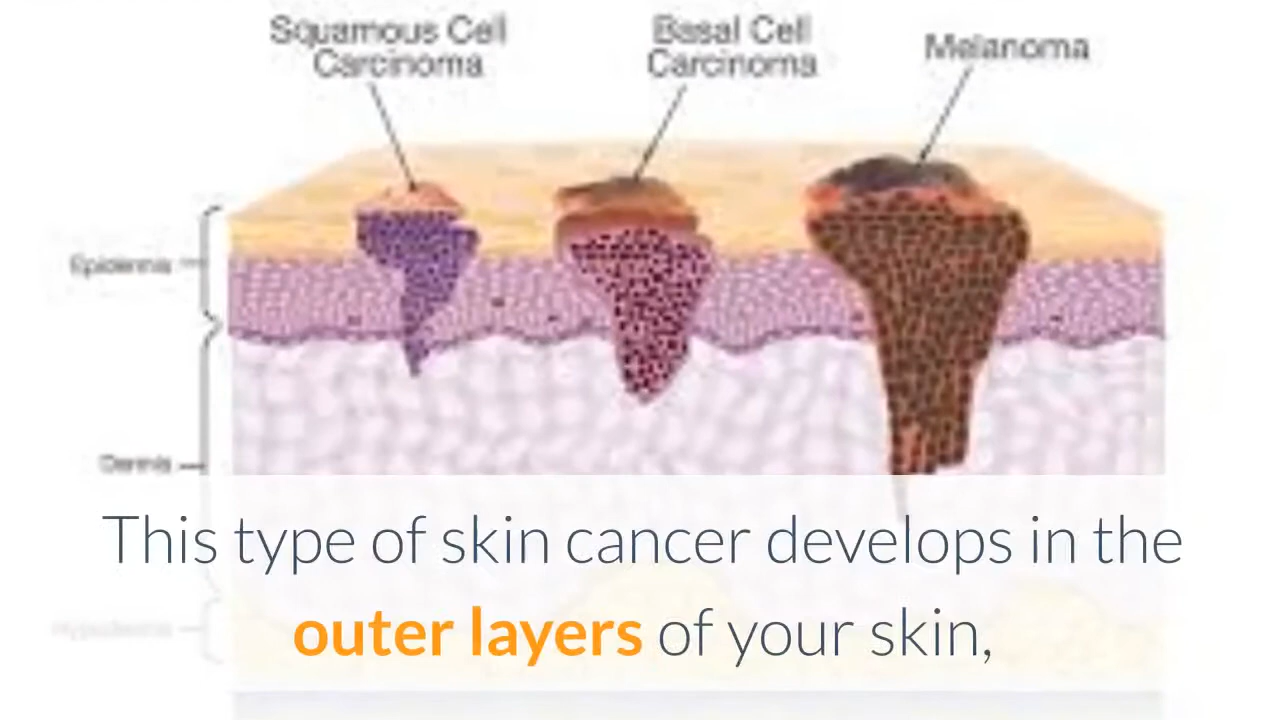 Squamous Cell
Carcinoma
Basal Cell
Carcinoma
Melanoma
Epidermis
Dermis
Hypodermis
This type of skin cancer develops in the
outer layers of your skin,